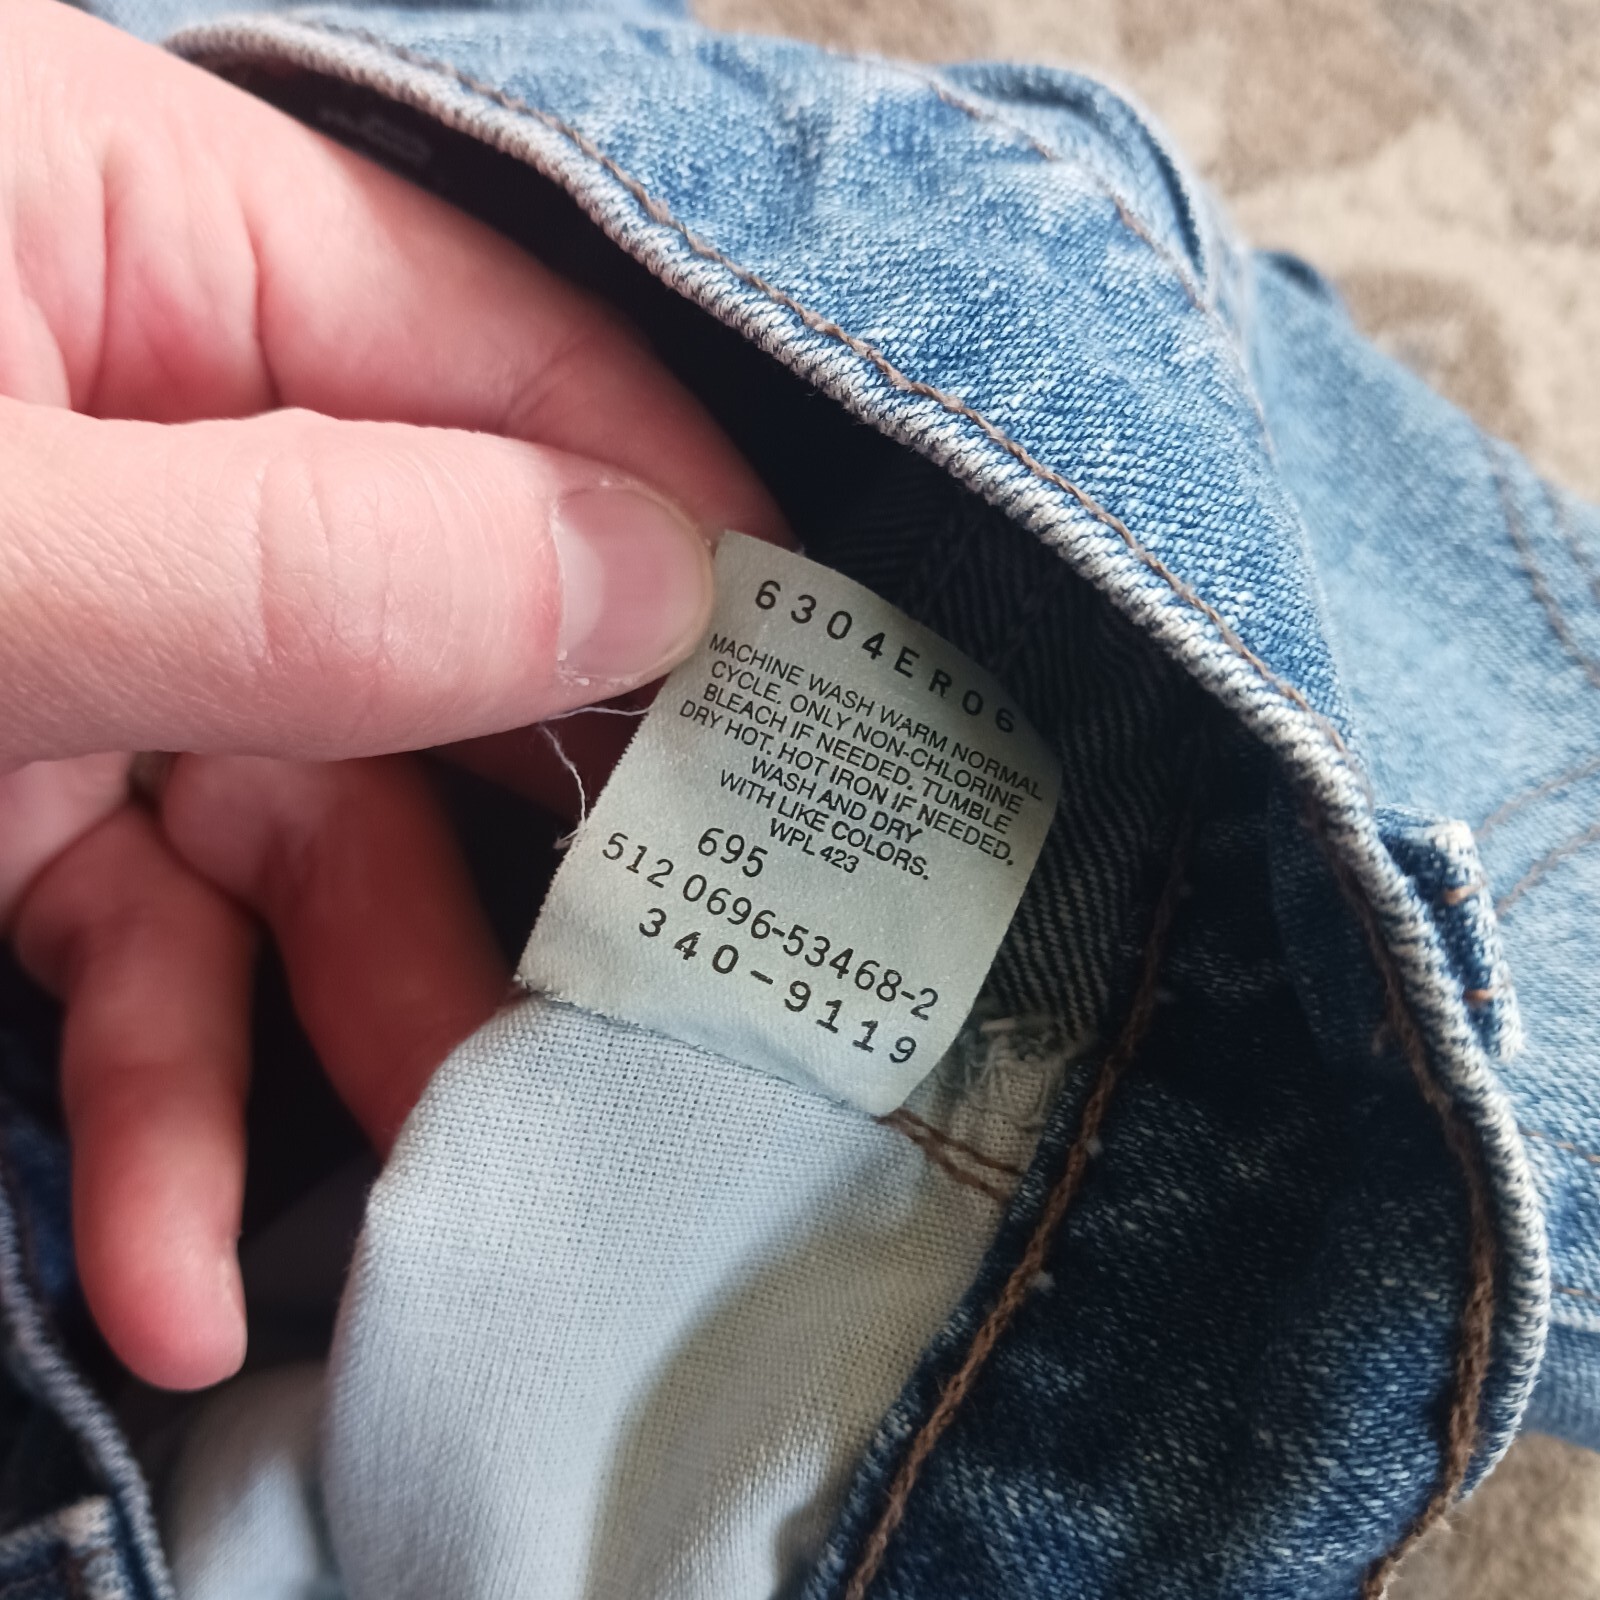 6304ER06
MACHINE WASH WARM NORMAL
CYCLE. ONLY NON-CHLORINE
BLEACH IF NEEDED. TUMBLE
DRY HOT. HOT IRON IF NEEDED.
WASH AND DRY
WITH LIKE COLORS.
WPL 423
695
512 0696-53468-2
340-9119